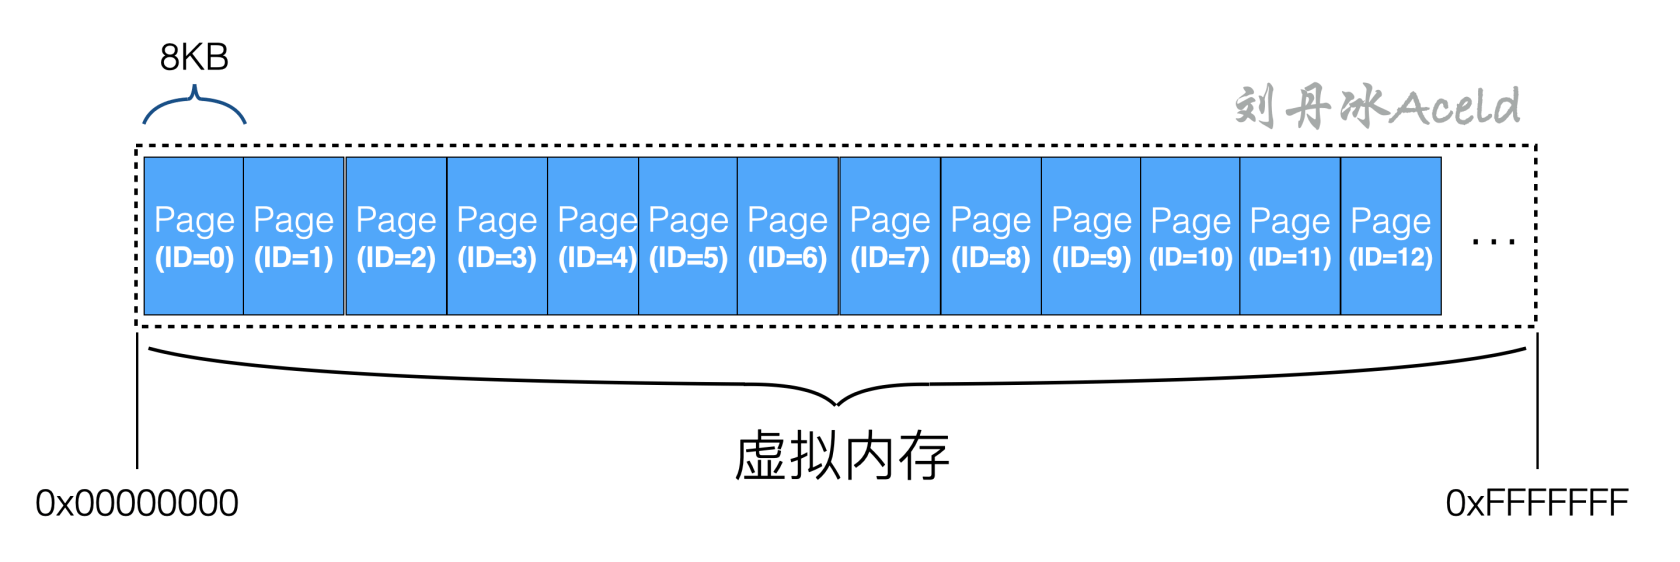 8KB
刘丹冰Aceld
Page Page Page Page Page Page Page Page Page Page Page Page Page
(ID=0) (ID=1) (ID=2) (ID=3) (ID=4) (ID=5) (ID=6) (ID=7) (ID=8) (ID=9) (ID=10) (ID=11) (ID=12)
...
虚拟内存
0x00000000
0xFFFFFFF